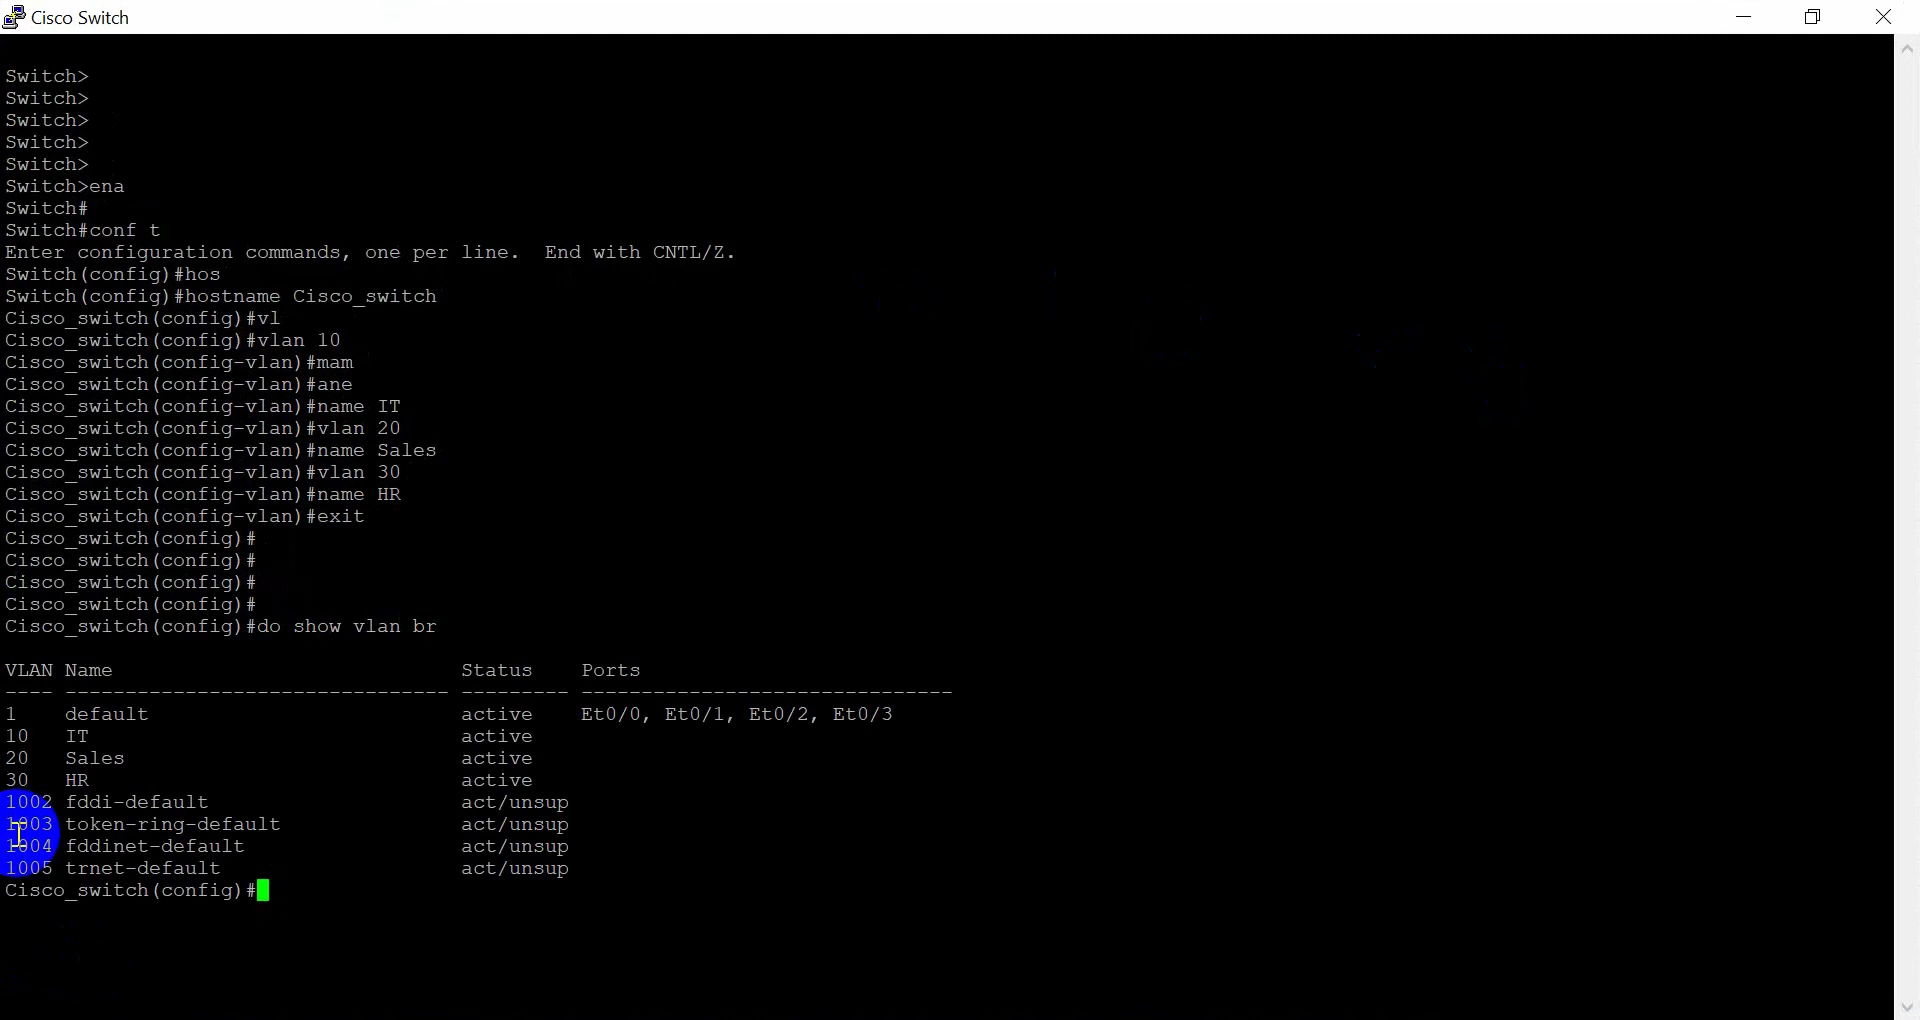 Cisco Switch
Switch>
Switch>
Switch>
Switch>
Switch>
Switch>ena
Switch#
Switch#conf t
Enter configuration commands, one per line.  End with CNTL/Z.
Switch(config)#hos
Switch(config)#hostname Cisco_switch
Cisco_switch(config)#vl
Cisco_switch(config)#vlan 10
Cisco_switch(config-vlan)#mam
Cisco_switch(config-vlan)#ane
Cisco_switch(config-vlan)#name IT
Cisco_switch(config-vlan)#vlan 20
Cisco_switch(config-vlan)#name Sales
Cisco_switch(config-vlan)#vlan 30
Cisco_switch(config-vlan)#name HR
Cisco_switch(config-vlan)#exit
Cisco_switch(config)#
Cisco_switch(config)#
Cisco_switch(config)#
Cisco_switch(config)#
Cisco_switch(config)#do show vlan br
VLAN Name                             Status    Ports
---- -------------------------------- --------- -------------------------------
1    default                          active    Et0/0, Et0/1, Et0/2, Et0/3
10   IT                               active
20   Sales                            active
30   HR                               active
1002 fddi-default                     act/unsup
1003 token-ring-default               act/unsup
1004 fddinet-default                  act/unsup
1005 trnet-default                    act/unsup
Cisco_switch(config)#